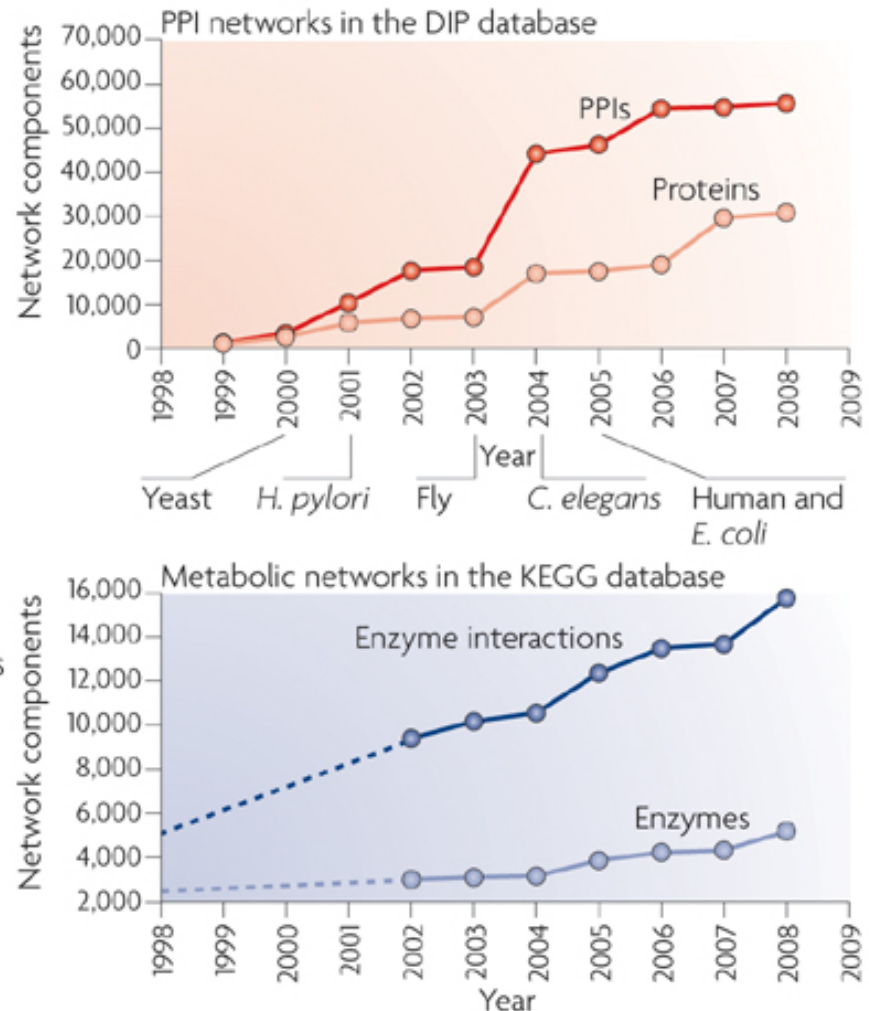 PPI networks in the DIP database
Network components
70,000
60,000
50,000
40,000
30,000
20,000
10,000
0
PPIs
Proteins
1998
1999
2000
2001
2002
2003
2004
2005
2006
2007
2008
2009
Year
Yeast
H. pylori
Fly
C. elegans
Human and
E. coli
Metabolic networks in the KEGG database
Network components
16,000
14,000
12,000
10,000
8,000
6,000
4,000
2,000
Enzyme interactions
Enzymes
1998
1999
2000
2001
2002
2003
2004
2005
2006
2007
2008
2009
Year